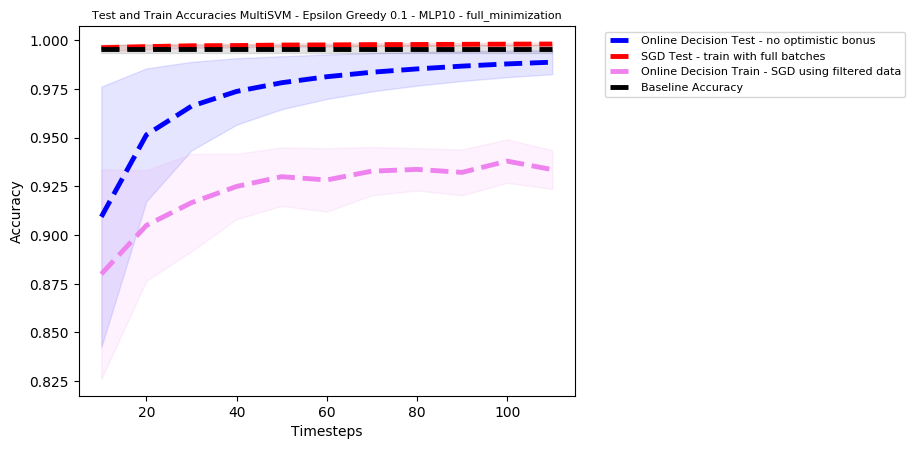 Test and Train Accuracies MultiSVM - Epsilon Greedy 0.1 - MLP10 - full_minimization
Online Decision Test - no optimistic bonus
SGD Test - train with full batches
Online Decision Train - SGD using filtered data
Baseline Accuracy
Accuracy
1.000
0.975
0.950
0.925
0.900
0.875
0.850
0.825
20
40
60
80
100
Timesteps